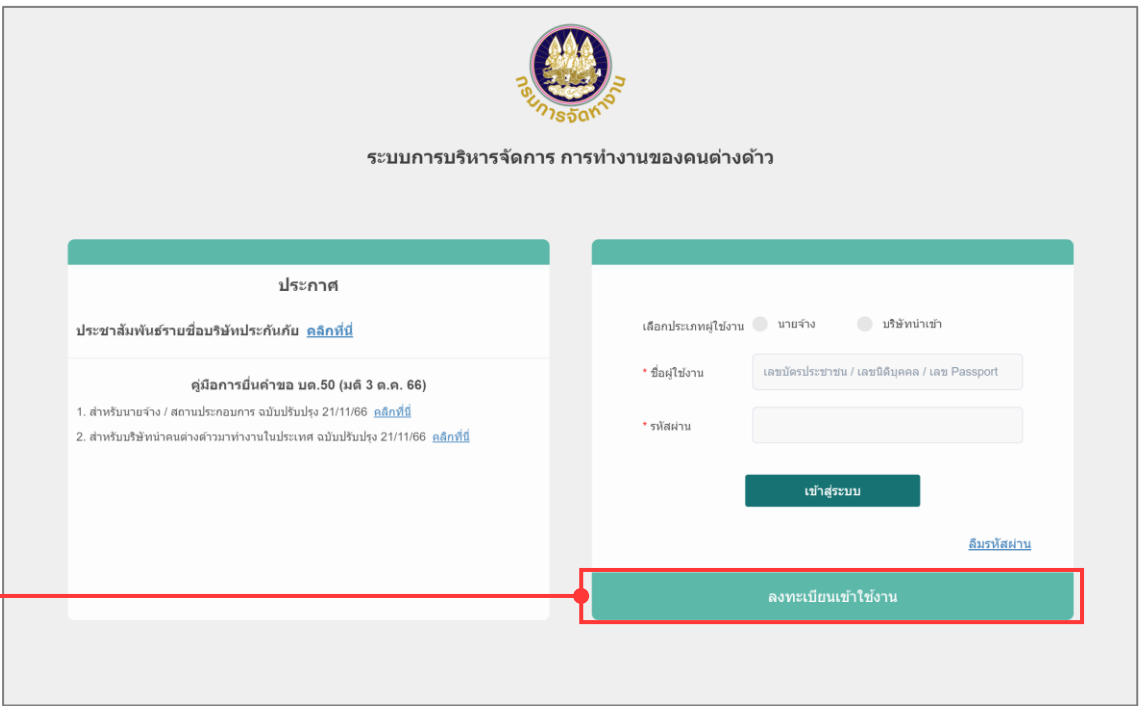 กรมการจัดหางาน
ระบบการบริหารจัดการ การทำงานของคนต่างด้าว
ประกาศ
ประชาสัมพันธ์รายชื่อบริษัทประกันภัย คลิกที่นี่
คู่มือการยื่นคำขอ บต.50 (มติ 3 ต.ค. 66)
1. สำหรับนายจ้าง / สถานประกอบการ ฉบับปรับปรุง 21/11/66 คลิกที่นี่
2. สำหรับบริษัทนำคนต่างด้าวมาทำงานในประเทศ ฉบับปรับปรุง 21/11/66 คลิกที่นี่
เลือกประเภทผู้ใช้งาน นายจ้าง บริษัทนำเข้า
* ชื่อผู้ใช้งาน เลขบัตรประชาชน / เลขนิติบุคคล / เลข Passport
* รหัสผ่าน
เข้าสู่ระบบ
ลืมรหัสผ่าน
ลงทะเบียนเข้าใช้งาน